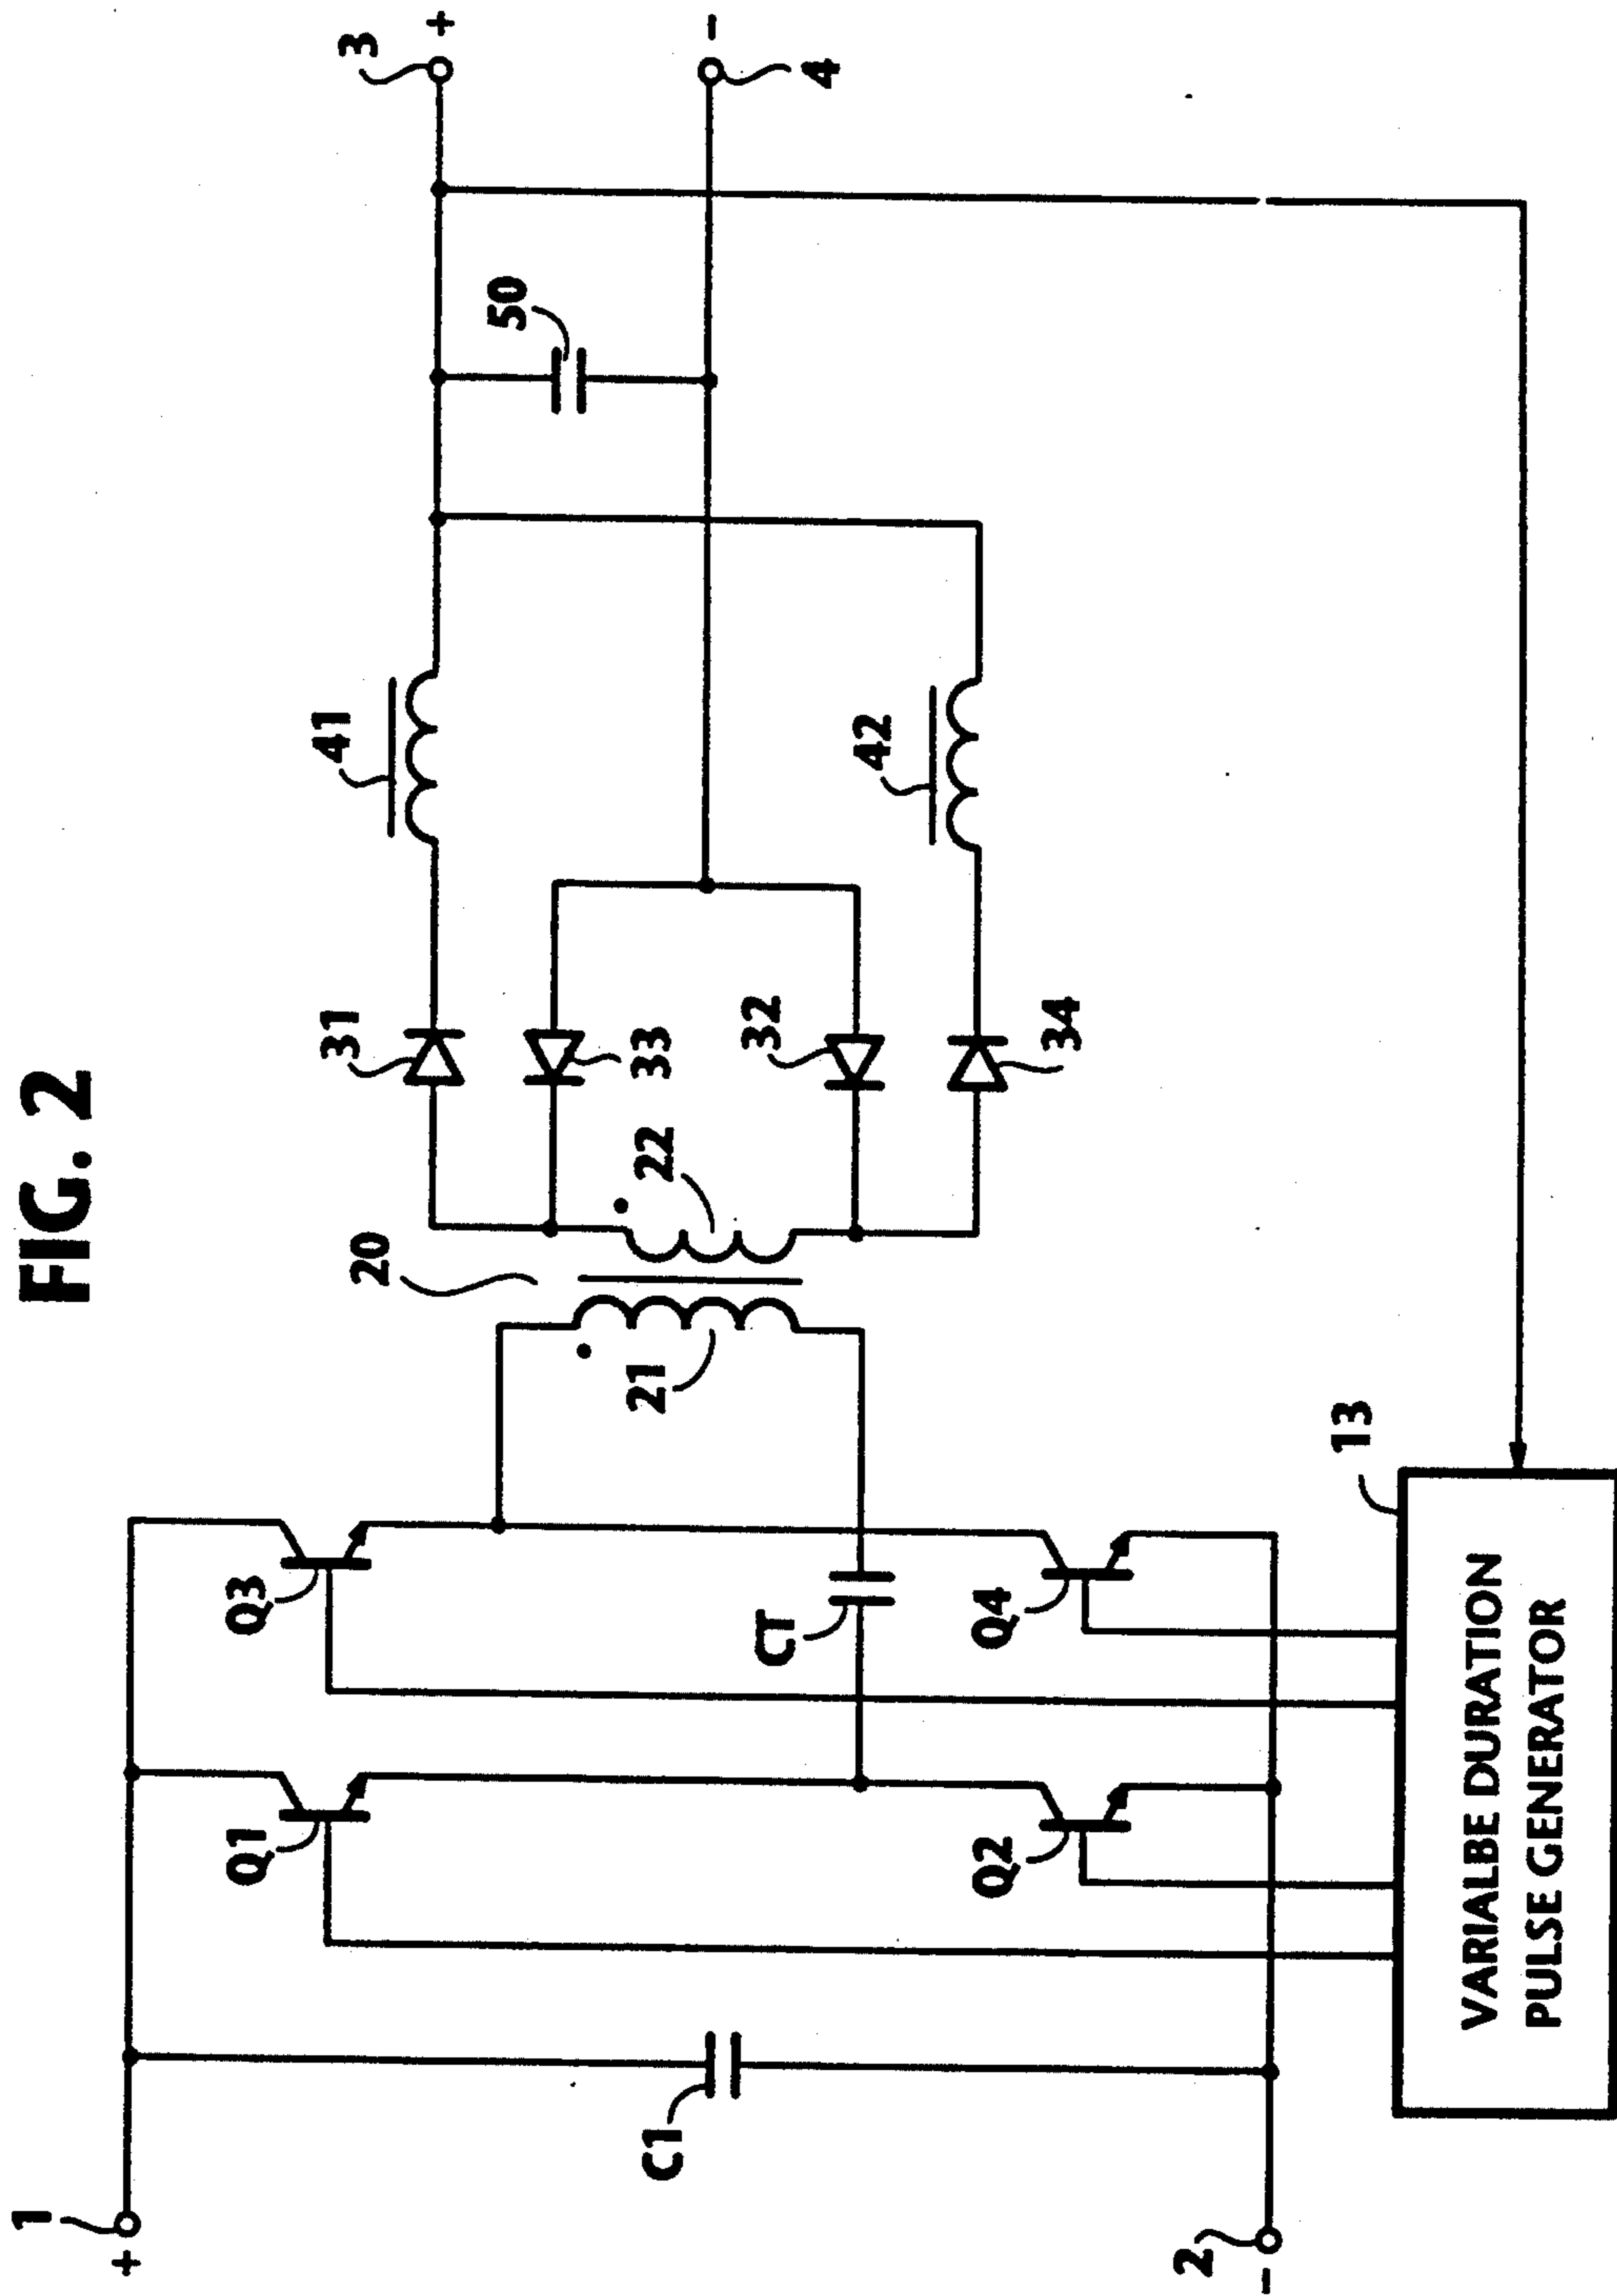 FIG. 2
1
+
2
-
C1
Q1
Q2
Q3
Q4
CT
13
VARIALBE DURATION
PULSE GENERATOR
20
21
22
31
33
32
34
41
42
50
3
+
-
4